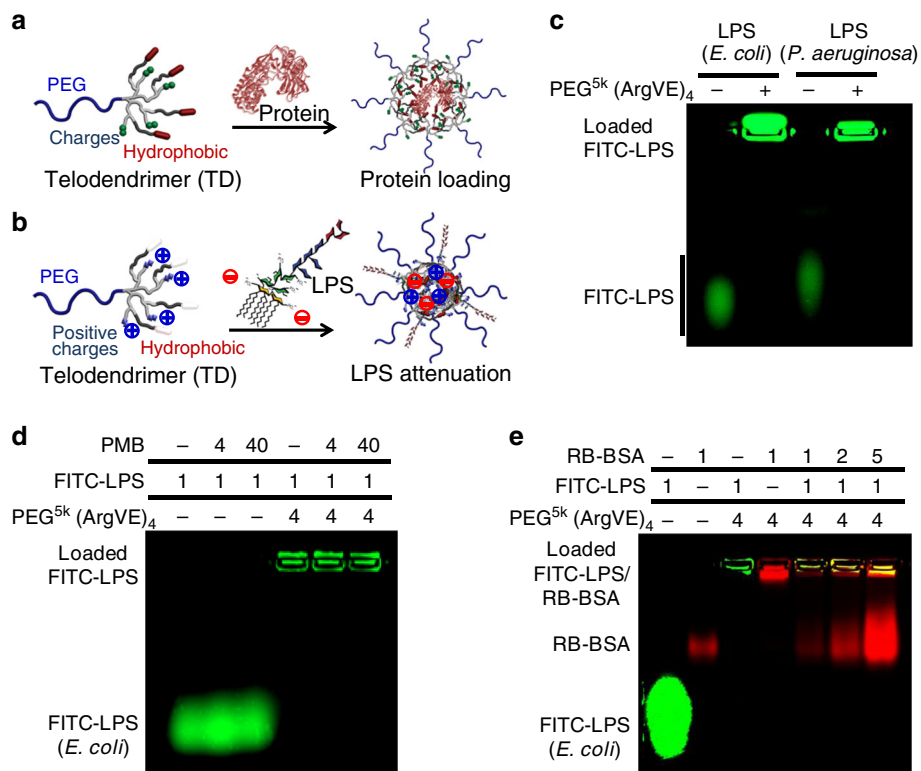 a
PEG
Charges
Hydrophobic
Telodendrimer (TD)
Protein
Protein loading
b
PEG
Positive
charges
Hydrophobic
Telodendrimer (TD)
LPS
LPS attenuation
c
LPS LPS
(E. coli) (P. aeruginosa)
PEG5k (ArgVE)4 – + – +
Loaded
FITC-LPS
FITC-LPS
d
PMB – 4 40 – 4 40
FITC-LPS 1 1 1 1 1 1
PEG5k (ArgVE)4 – – – 4 4 4
Loaded
FITC-LPS
FITC-LPS
(E. coli)
e
RB-BSA – 1 – 1 1 2 5
FITC-LPS 1 – 1 – 1 1 1
PEG5k (ArgVE)4 – – 4 4 4 4 4
Loaded
FITC-LPS/
RB-BSA
RB-BSA
FITC-LPS
(E. coli)